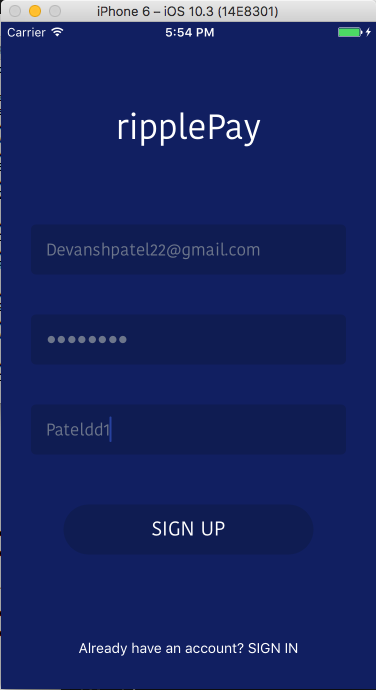 iPhone 6 – iOS 10.3 (14E8301)
Carrier 5:54 PM
ripplePay
Devanshpatel22@gmail.com
••••••••
Pateldd1
SIGN UP
Already have an account? SIGN IN